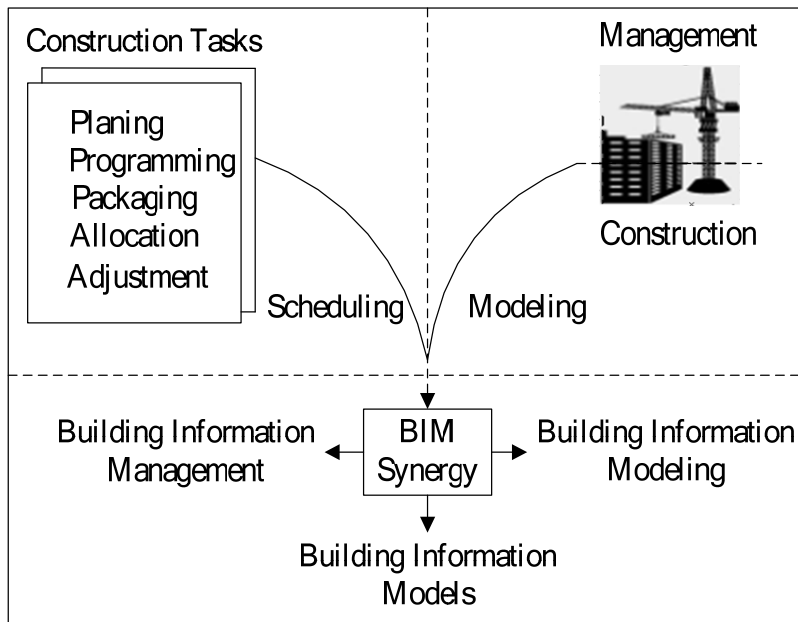 Construction Tasks
Planing
Programming
Packaging
Allocation
Adjustment
Scheduling
Management
Construction
Modeling
BIM
Synergy
Building Information
Management
Building Information
Modeling
Building Information
Models